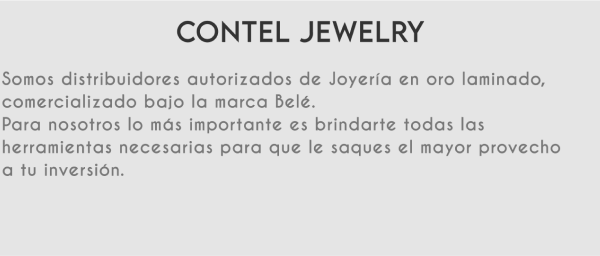 CONTEL JEWELRY
Somos distribuidores autorizados de Joyería en oro laminado,
comercializado bajo la marca Belé.
Para nosotros lo más importante es brindarte todas las
herramientas necesarias para que le saques el mayor provecho
a tu inversión.